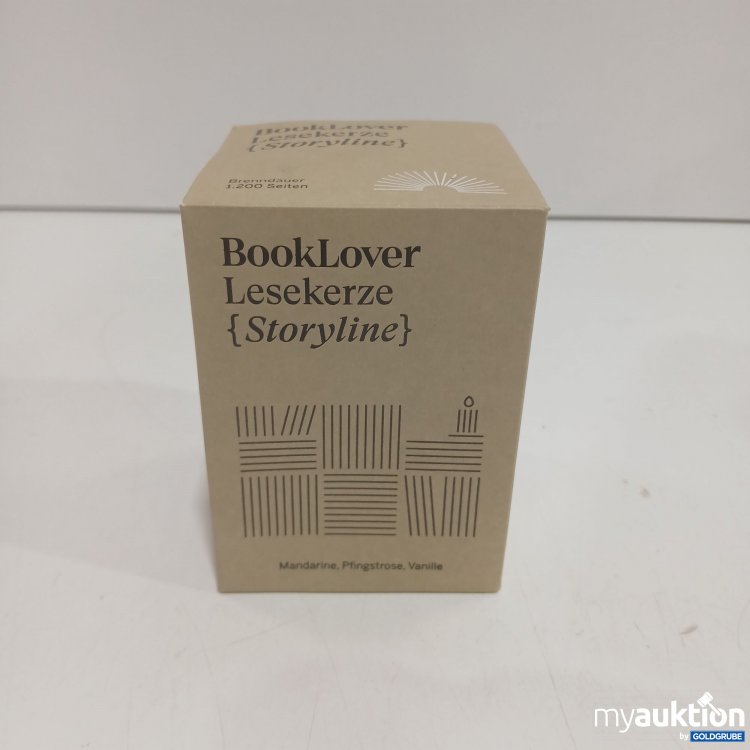 BookLover
Lesekerze
{Storyline}
Brenndauer
1.200 Seiten
BookLover
Lesekerze
{Storyline}
Mandarine, Pfingstrose, Vanille
myauktion
by GOLDGRUBE